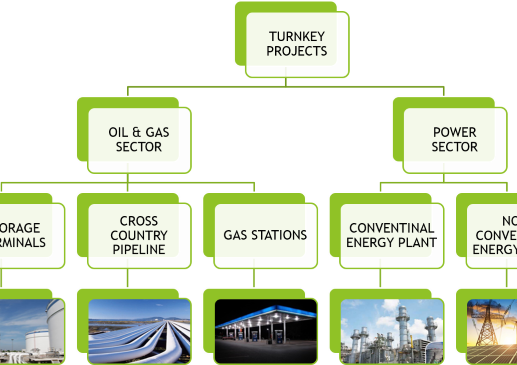 TURNKEY
PROJECTS
OIL & GAS
SECTOR
POWER
SECTOR
ORAGE
RMINALS
CROSS
COUNTRY
PIPELINE
GAS STATIONS
CONVENTINAL
ENERGY PLANT
NO
CONVE
ENERGY